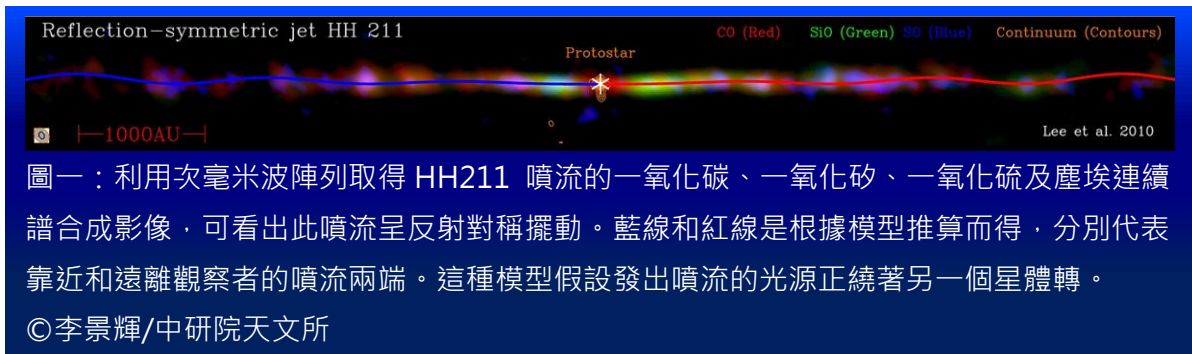 Reflection-symmetric jet HH 211
CO (Red) SiO (Green) SO (Blue) Continuum (Contours)
Protostar
1000AU
Lee et al. 2010
圖一：利用次毫米波陣列取得 HH211 噴流的一氧化碳、一氧化矽、一氧化硫及塵埃連續
譜合成影像，可看出此噴流呈反射對稱擺動。藍線和紅線是根據模型推算而得，分別代表
靠近和遠離觀察者的噴流兩端。這種模型假設發出噴流的光源正繞著另一個星體轉。
©李景輝/中研院天文所